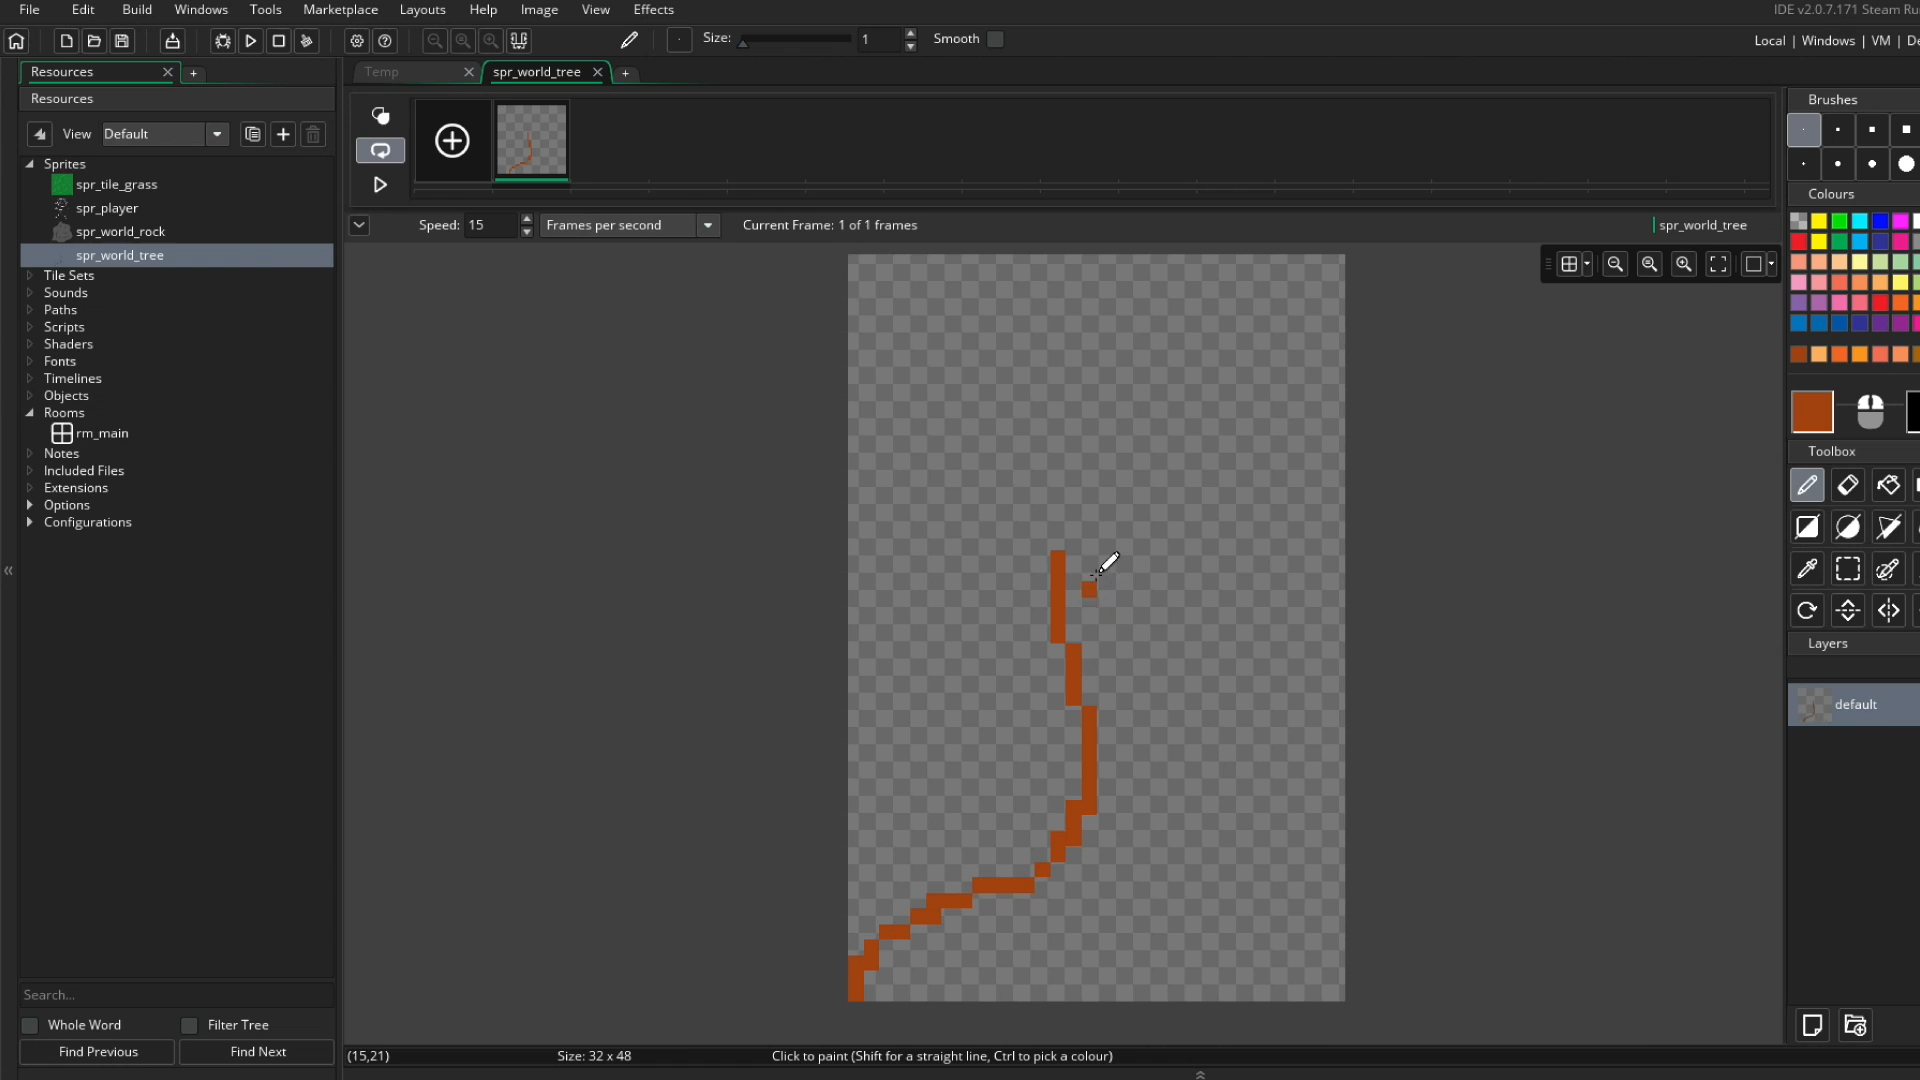 File Edit Build Windows Tools Marketplace Layouts Help Image View Effects
IDE v2.0.7.171 Steam
Size: 1 Smooth
Local | Windows | VM |
Resources
Temp
spr_world_tree
Resources
Brushes
View Default
Sprites
spr_tile_grass
spr_player
spr_world_rock
spr_world_tree
Tile Sets
Sounds
Paths
Scripts
Shaders
Fonts
Timelines
Objects
Rooms
rm_main
Notes
Included Files
Extensions
Options
Configurations
Speed: 15 Frames per second Current Frame: 1 of 1 frames
spr_world_tree
Colours
Toolbox
Layers
default
Search...
Whole Word Filter Tree
Find Previous Find Next
(15,21) Size: 32 x 48 Click to paint (Shift for a straight line, Ctrl to pick a colour)